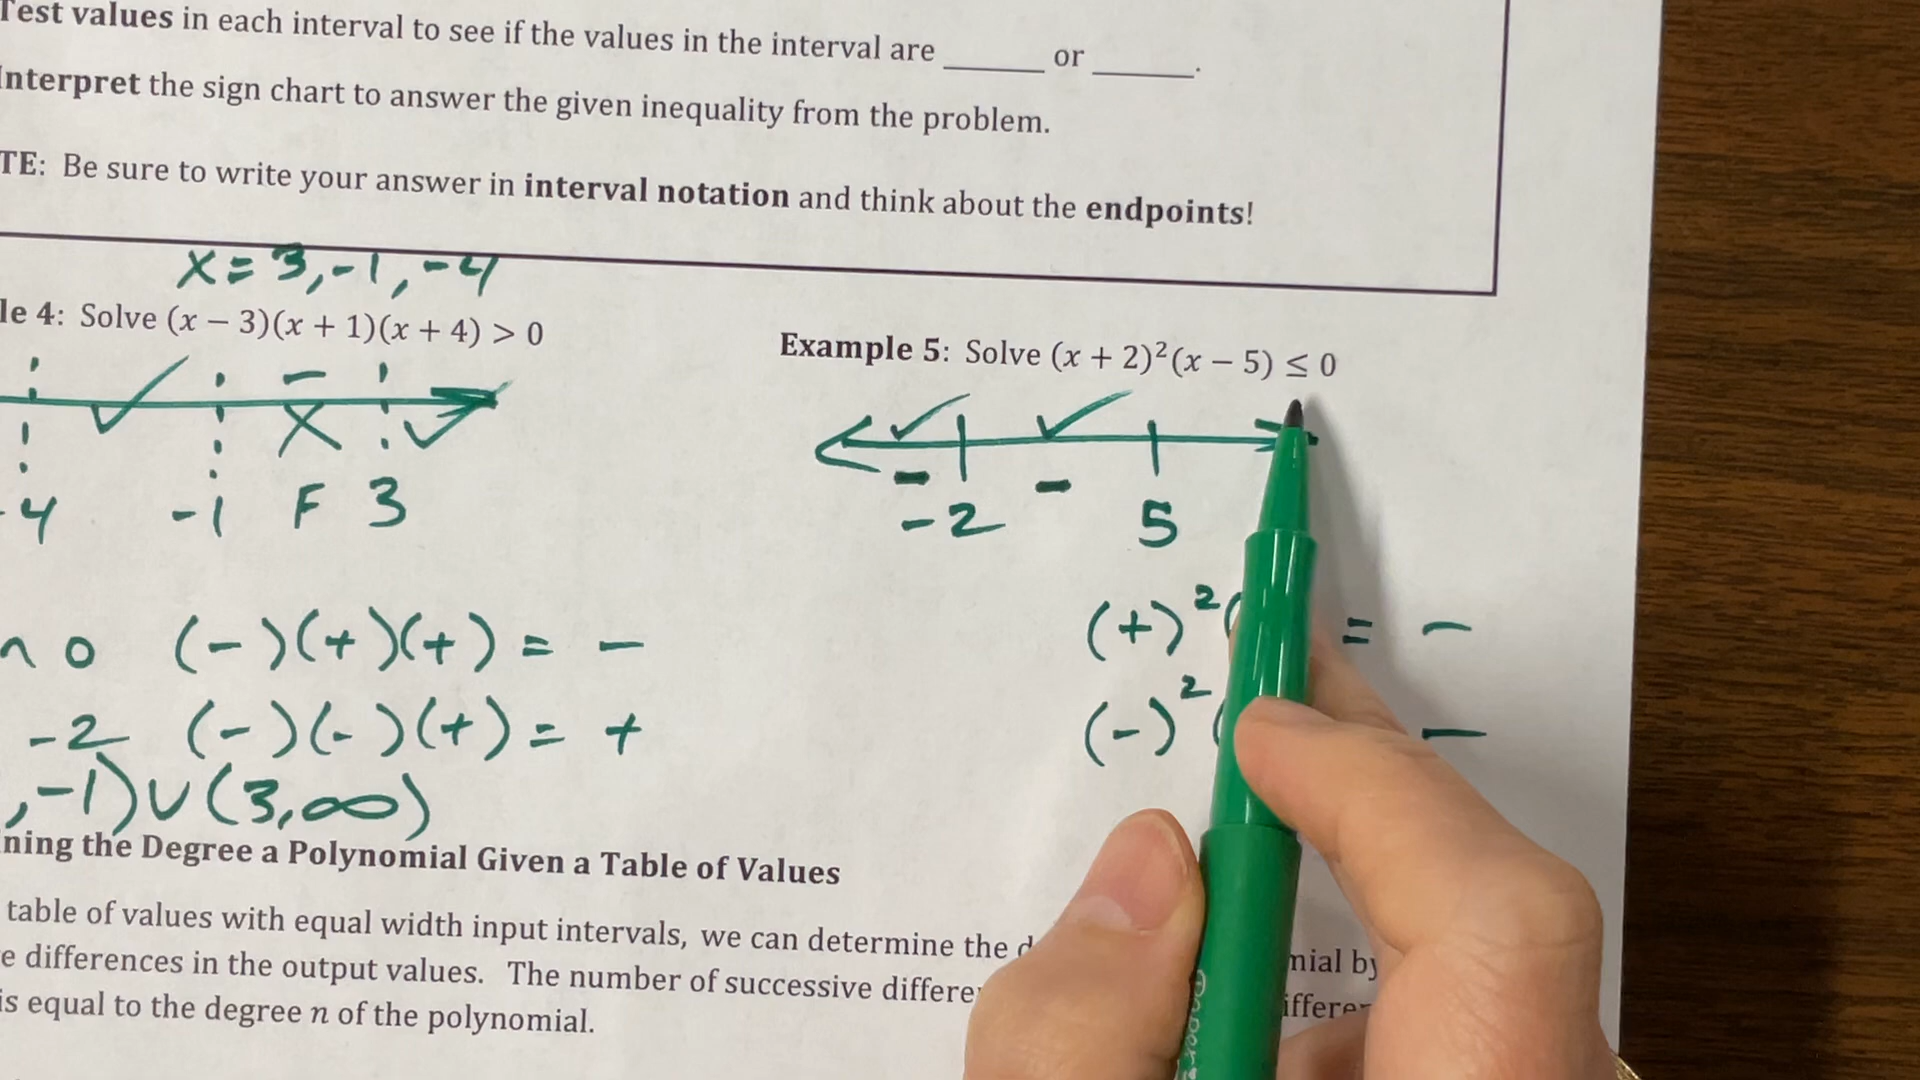 Test values in each interval to see if the values in the interval are ______ or ______.
Interpret the sign chart to answer the given inequality from the problem.
TE: Be sure to write your answer in interval notation and think about the endpoints!
x = 3, -1, -4
le 4: Solve (x − 3)(x + 1)(x + 4) > 0
-4 -1 F 3
0 (-)(+)(+) = -
-2 (-)(-)(+) = +
, -1) ∪ (3, ∞)
Example 5: Solve (x + 2)²(x − 5) ≤ 0
- -
-2 5
(+)²( = -
(-)²( -
ning the Degree a Polynomial Given a Table of Values
table of values with equal width input intervals, we can determine the d nial by
e differences in the output values. The number of successive differe ifferen
is equal to the degree n of the polynomial.